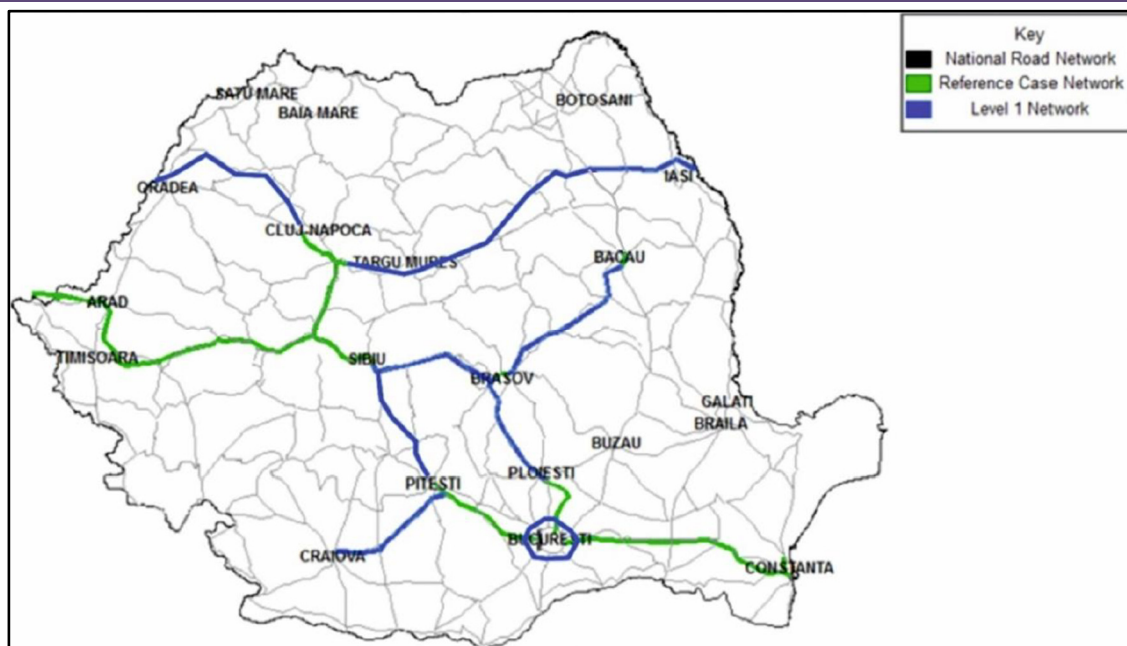 Key
National Road Network
Reference Case Network
Level 1 Network
SATU MARE
BAIA MARE
BOTOSANI
ORADEA
IASI
CLUJ-NAPOCA
TARGU MURES
BACAU
ARAD
TIMISOARA
SIBIU
BRASOV
GALATI
BRAILA
BUZAU
PLOIESTI
PITESTI
BUCURESTI
CRAIOVA
CONSTANTA